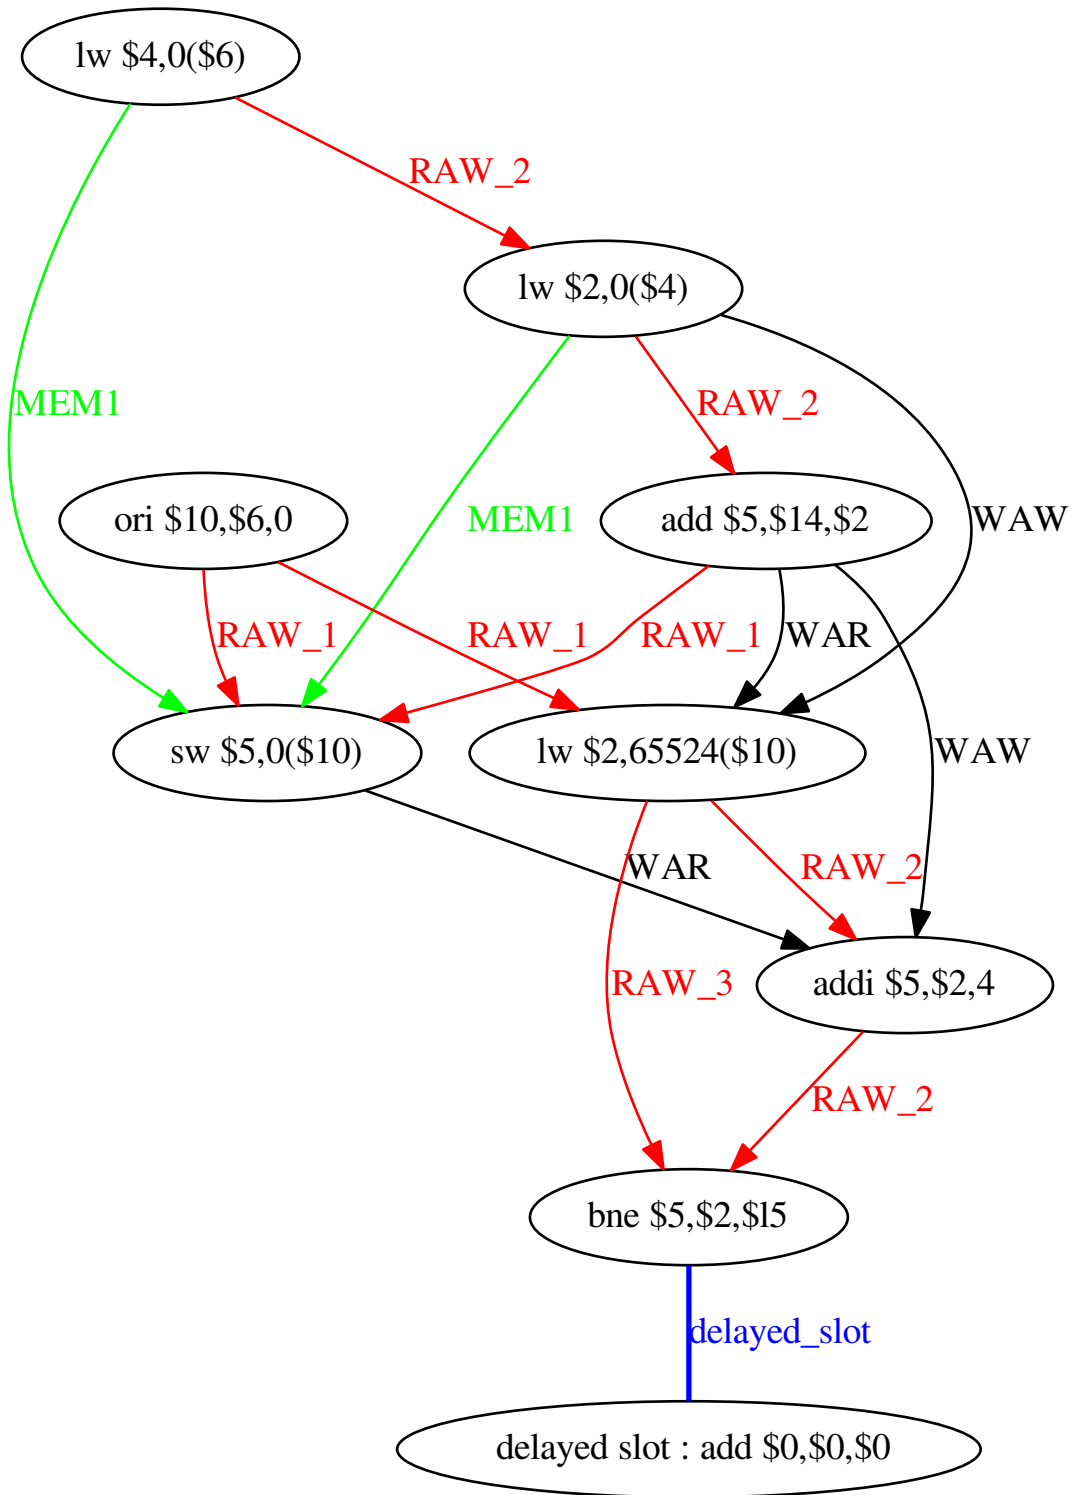 lw $4,0($6)
RAW_2
lw $2,0($4)
MEM1
RAW_2
ori $10,$6,0
MEM1
add $5,$14,$2
WAW
RAW_1
RAW_1
RAW_1
WAR
sw $5,0($10)
lw $2,65524($10)
WAW
WAR
RAW_2
RAW_3
addi $5,$2,4
RAW_2
bne $5,$2,$l5
delayed_slot
delayed slot : add $0,$0,$0